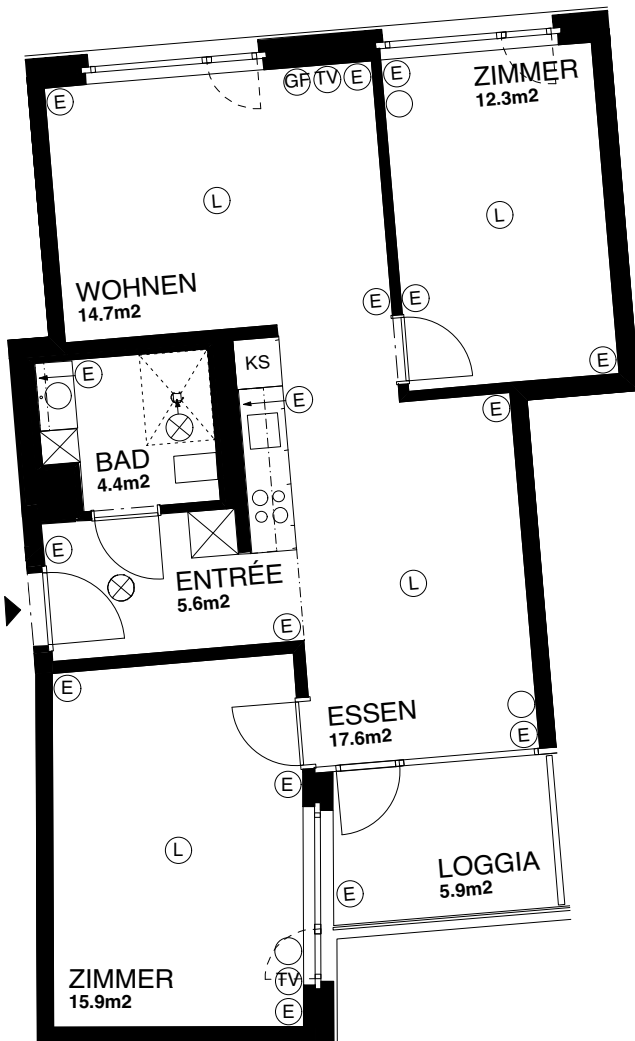 ZIMMER
12.3m2
E
GF
TV
E
E
L
L
WOHNEN
14.7m2
E
E
E
KS
E
E
E
BAD
4.4m2
E
ENTRÉE
5.6m2
L
E
E
ESSEN
17.6m2
E
E
L
LOGGIA
5.9m2
E
ZIMMER
15.9m2
TV
E